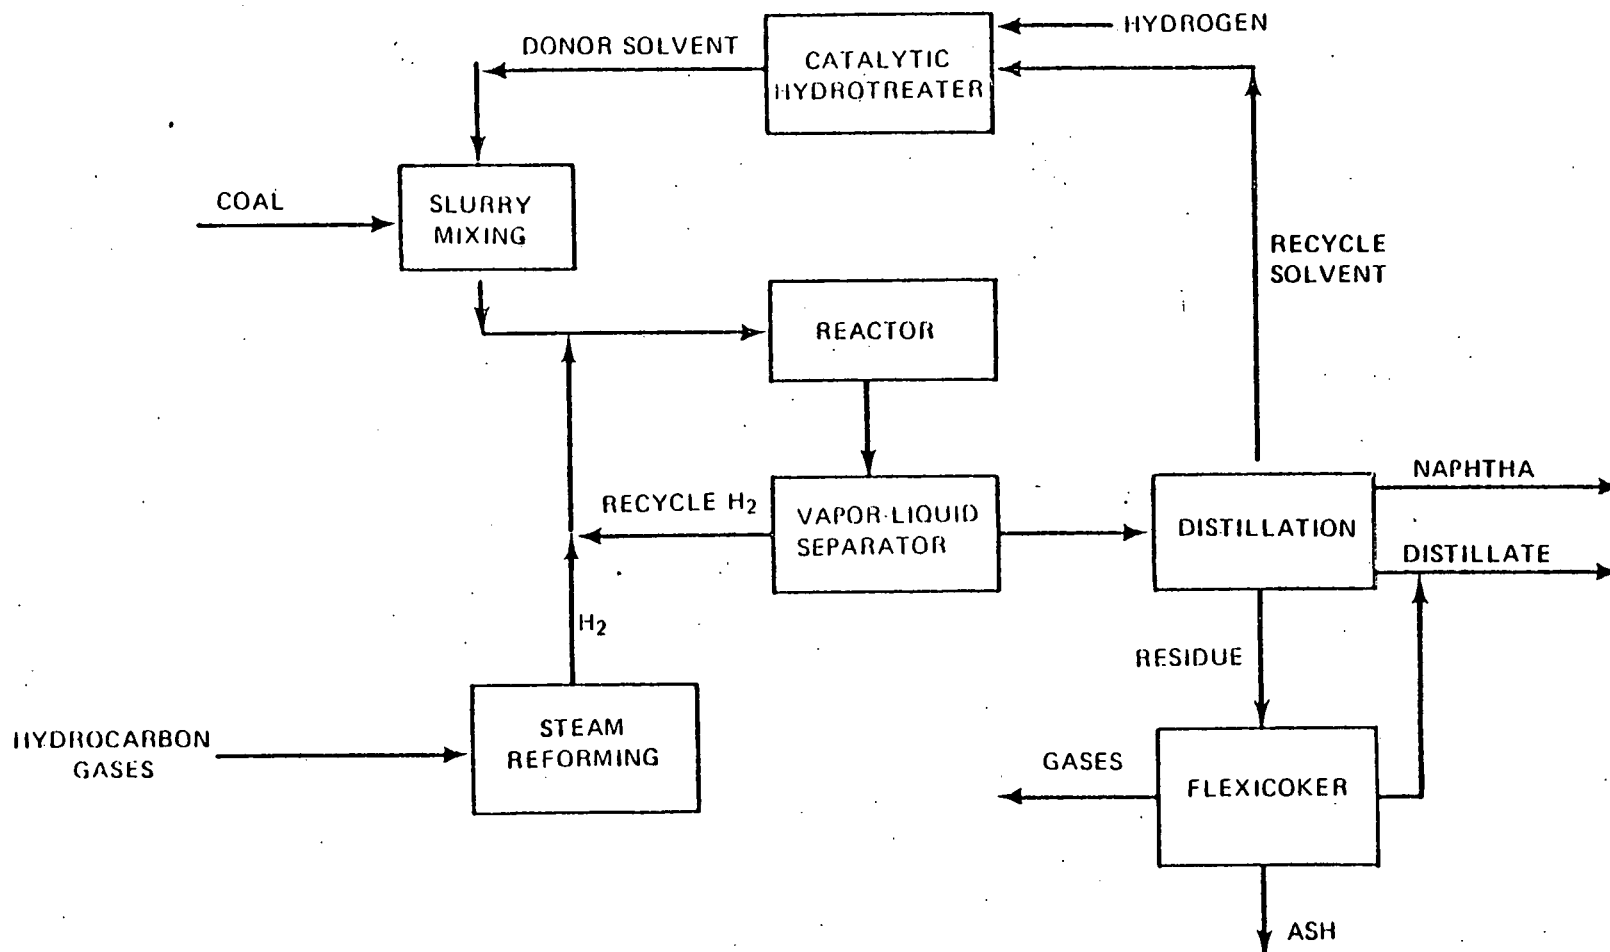 HYDROGEN
DONOR SOLVENT
CATALYTIC
HYDROTREATER
COAL
SLURRY
MIXING
RECYCLE
SOLVENT
REACTOR
NAPHTHA
RECYCLE H₂
VAPOR-LIQUID
SEPARATOR
DISTILLATION
DISTILLATE
H₂
RESIDUE
STEAM
REFORMING
HYDROCARBON
GASES
GASES
FLEXICOKER
ASH